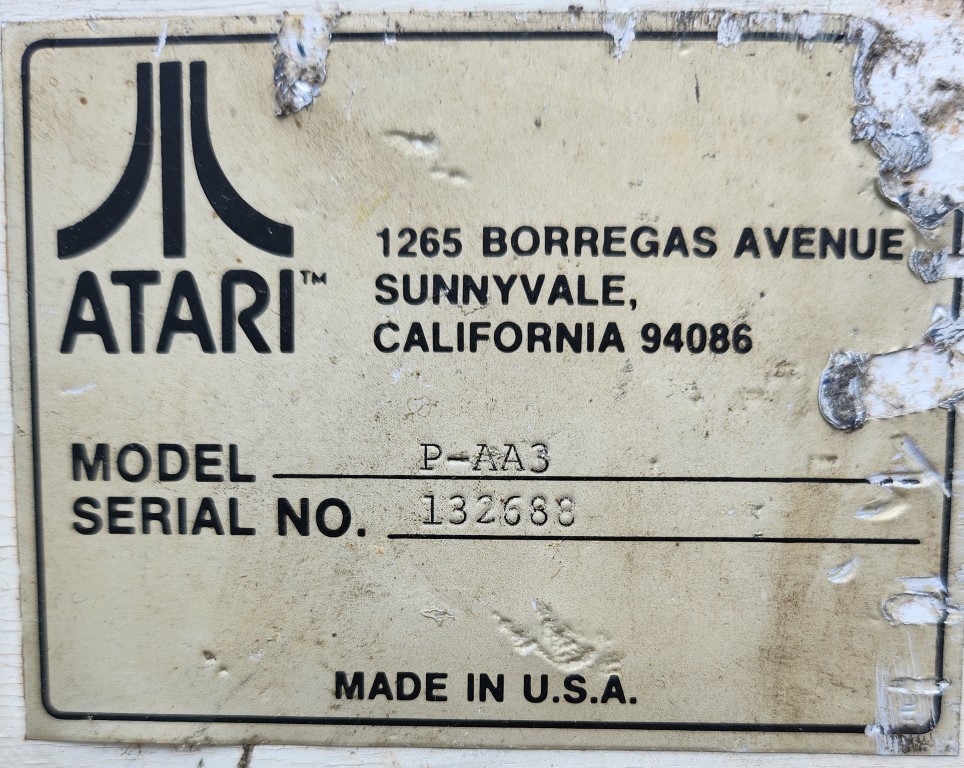 ATARI™
1265 BORREGAS AVENUE
SUNNYVALE,
CALIFORNIA 94086
MODEL P-AA3
SERIAL NO. 132688
MADE IN U.S.A.